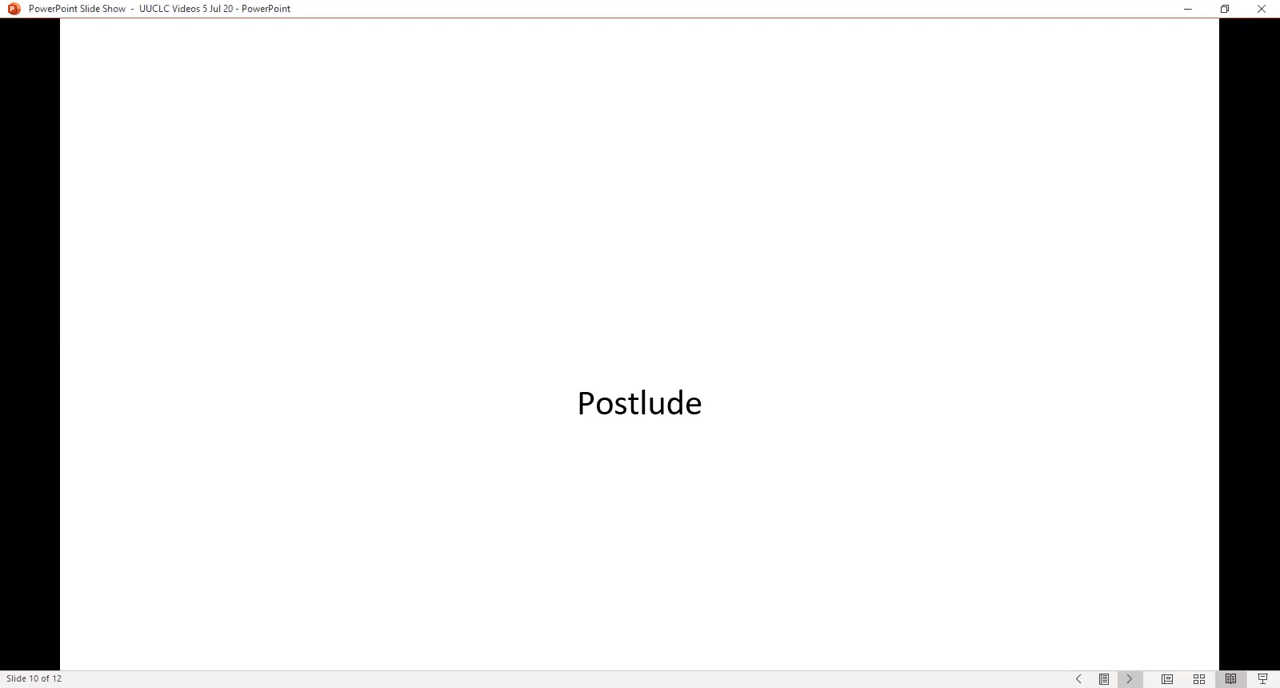 PowerPoint Slide Show - UUCLC Videos 5 Jul 20 - PowerPoint
Postlude
Slide 10 of 12